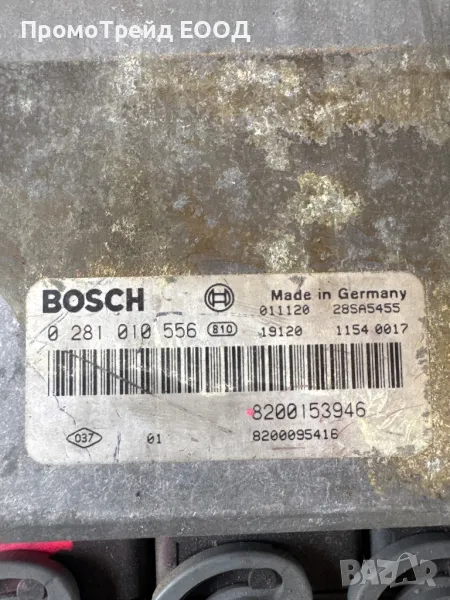 ПромоТрейд ЕООД
BOSCH Made in Germany
011120 28SA5455
0 281 010 556 810 19120 1154 0017
8200153946
037 01 8200095416
BAZAR